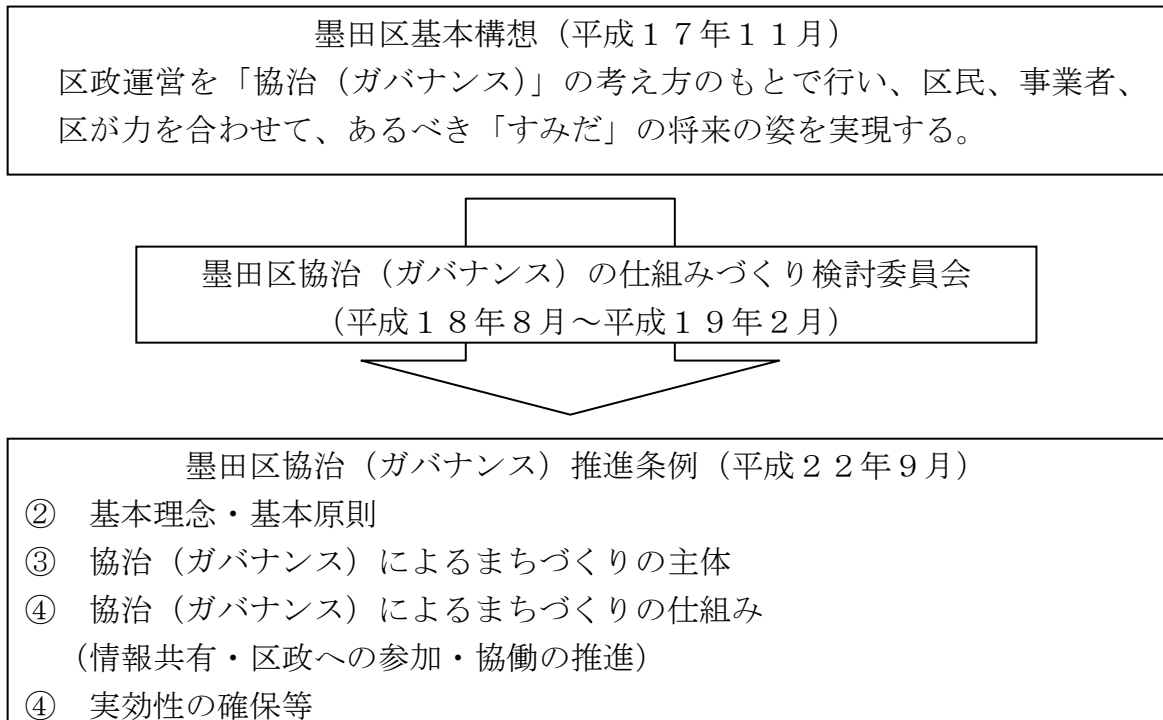 墨田区基本構想（平成１７年１１月）
区政運営を「協治（ガバナンス）」の考え方のもとで行い、区民、事業者、
区が力を合わせて、あるべき「すみだ」の将来の姿を実現する。
墨田区協治（ガバナンス）の仕組みづくり検討委員会
（平成１８年８月～平成１９年２月）
墨田区協治（ガバナンス）推進条例（平成２２年９月）
②　基本理念・基本原則
③　協治（ガバナンス）によるまちづくりの主体
④　協治（ガバナンス）によるまちづくりの仕組み
（情報共有・区政への参加・協働の推進）
④　実効性の確保等